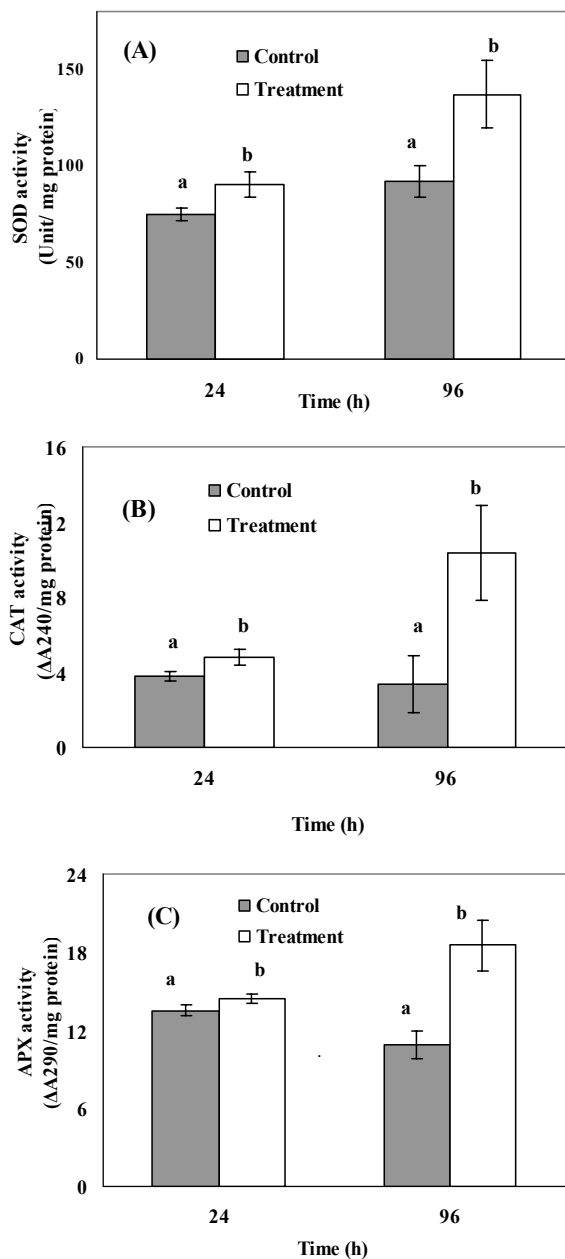 (A)
Control
Treatment
150
100
50
0
SOD activity
(Unit/ mg protein)
a
b
a
b
24
96
Time (h)
16
12
8
4
0
(B)
Control
Treatment
CAT activity
(ΔA240/mg protein)
a
b
a
b
24
96
Time (h)
24
18
12
6
0
(C)
Control
Treatment
APX activity
(ΔA290/mg protein)
a
b
a
b
24
96
Time (h)